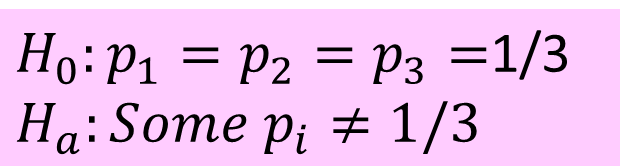 H₀: p₁ = p₂ = p₃ =1/3
Hₐ: Some pᵢ ≠ 1/3